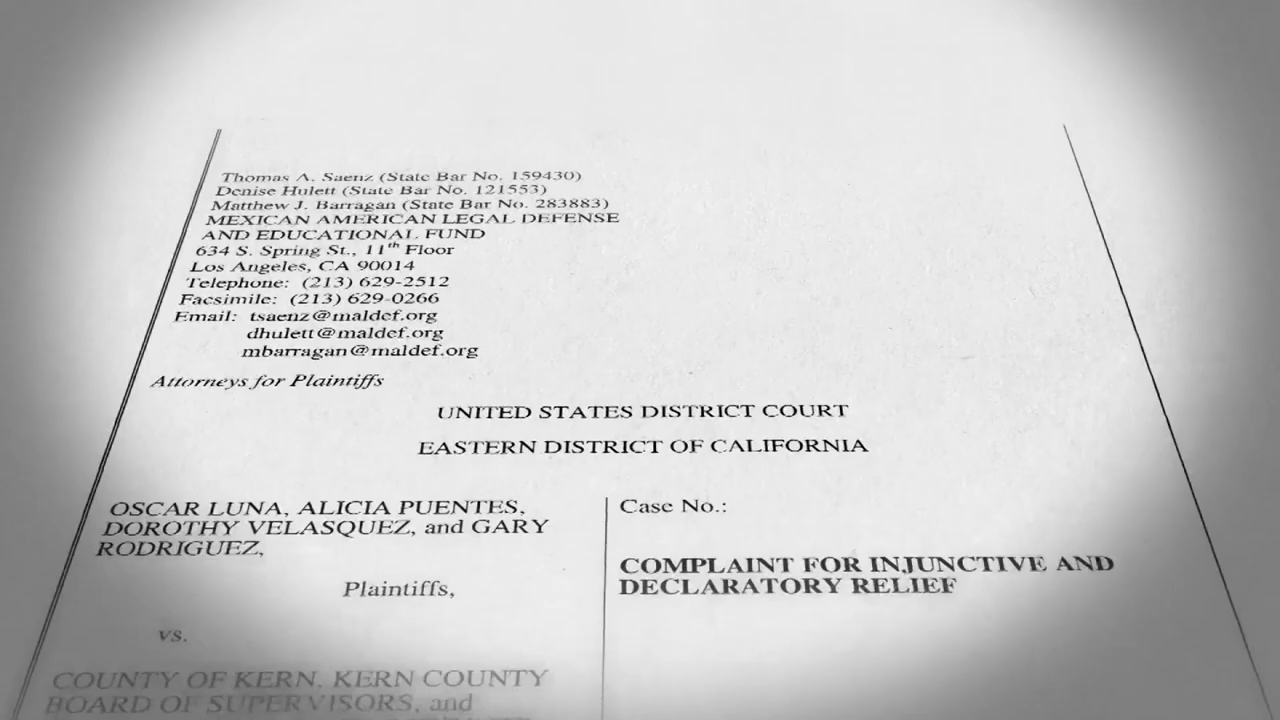 Thomas A. Saenz (State Bar No. 159430)
Denise Hulett (State Bar No. 121553)
Matthew J. Barragan (State Bar No. 283883)
MEXICAN AMERICAN LEGAL DEFENSE
AND EDUCATIONAL FUND
634 S. Spring St., 11th Floor
Los Angeles, CA 90014
Telephone: (213) 629-2512
Facsimile: (213) 629-0266
Email: tsaenz@maldef.org
dhulett@maldef.org
mbarragan@maldef.org
Attorneys for Plaintiffs
UNITED STATES DISTRICT COURT
EASTERN DISTRICT OF CALIFORNIA
OSCAR LUNA, ALICIA PUENTES,
DOROTHY VELASQUEZ, and GARY
RODRIGUEZ,
Plaintiffs,
vs.
COUNTY OF KERN, KERN COUNTY
BOARD OF SUPERVISORS, and
Case No.:
COMPLAINT FOR INJUNCTIVE AND
DECLARATORY RELIEF